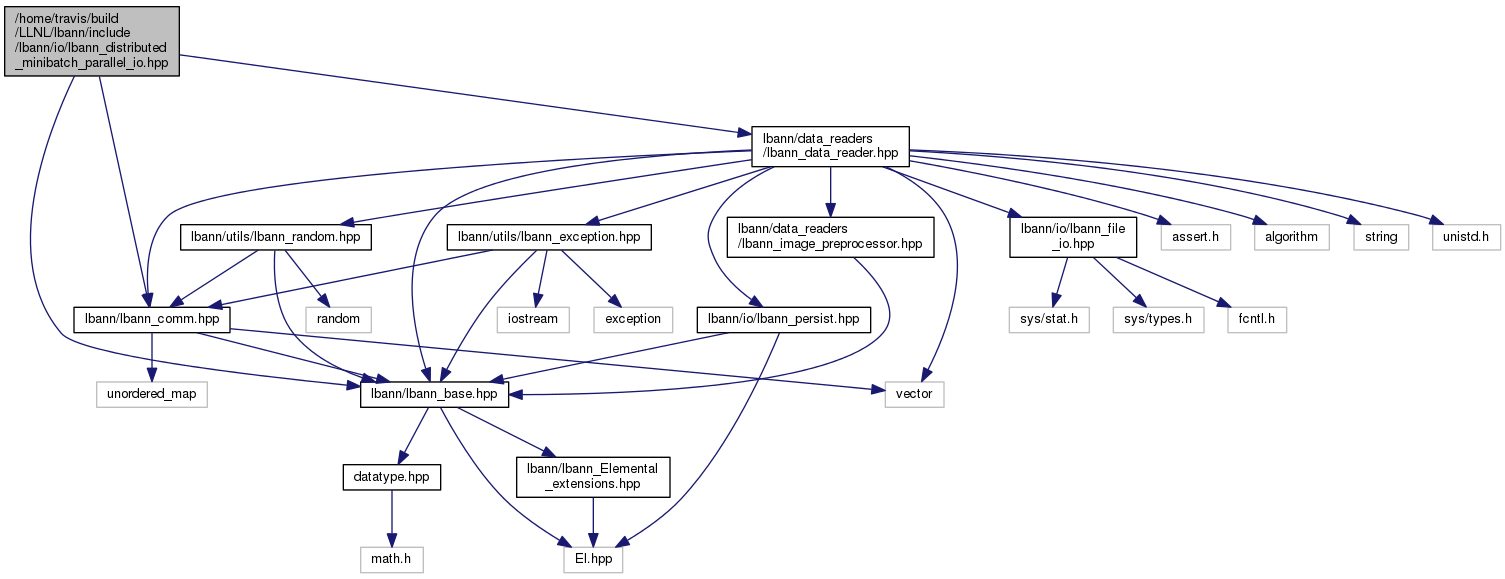 /home/travis/build
/LLNL/lbann/include
/lbann/io/lbann_distributed
_minibatch_parallel_io.hpp
lbann/data_readers
/lbann_data_reader.hpp
lbann/utils/lbann_random.hpp
lbann/utils/lbann_exception.hpp
lbann/data_readers
/lbann_image_preprocessor.hpp
lbann/io/lbann_file
_io.hpp
assert.h
algorithm
string
unistd.h
lbann/lbann_comm.hpp
random
iostream
exception
lbann/io/lbann_persist.hpp
sys/stat.h
sys/types.h
fcntl.h
unordered_map
lbann/lbann_base.hpp
vector
datatype.hpp
lbann/lbann_Elemental
_extensions.hpp
math.h
El.hpp